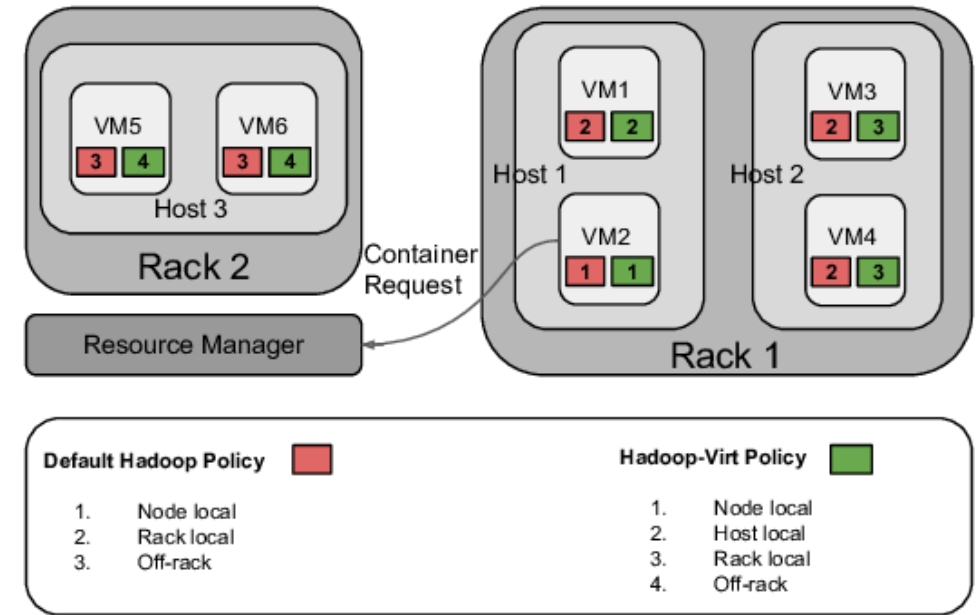 VM5
3 4
VM6
3 4
Host 3
Rack 2
Container
Request
Resource Manager
VM1
2 2
Host 1
VM2
1 1
VM3
2 3
Host 2
VM4
2 3
Rack 1
Default Hadoop Policy
1. Node local
2. Rack local
3. Off-rack
Hadoop-Virt Policy
1. Node local
2. Host local
3. Rack local
4. Off-rack